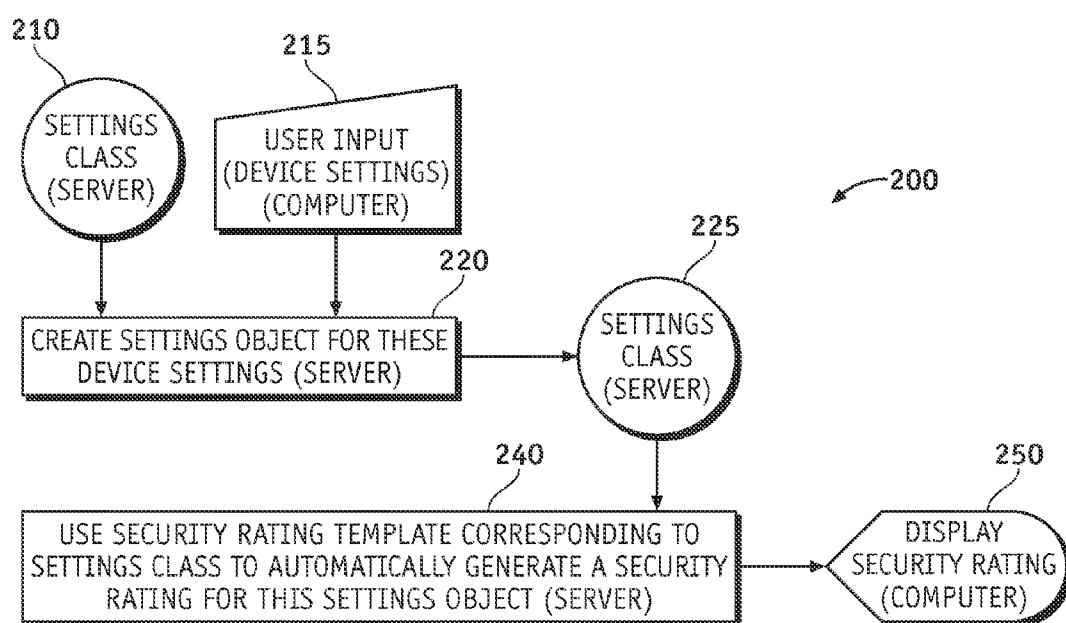 210
SETTINGS
CLASS
(SERVER)
215
USER INPUT
(DEVICE SETTINGS)
(COMPUTER)
200
220
CREATE SETTINGS OBJECT FOR THESE
DEVICE SETTINGS (SERVER)
225
SETTINGS
CLASS
(SERVER)
240
USE SECURITY RATING TEMPLATE CORRESPONDING TO
SETTINGS CLASS TO AUTOMATICALLY GENERATE A SECURITY
RATING FOR THIS SETTINGS OBJECT (SERVER)
250
DISPLAY
SECURITY RATING
(COMPUTER)